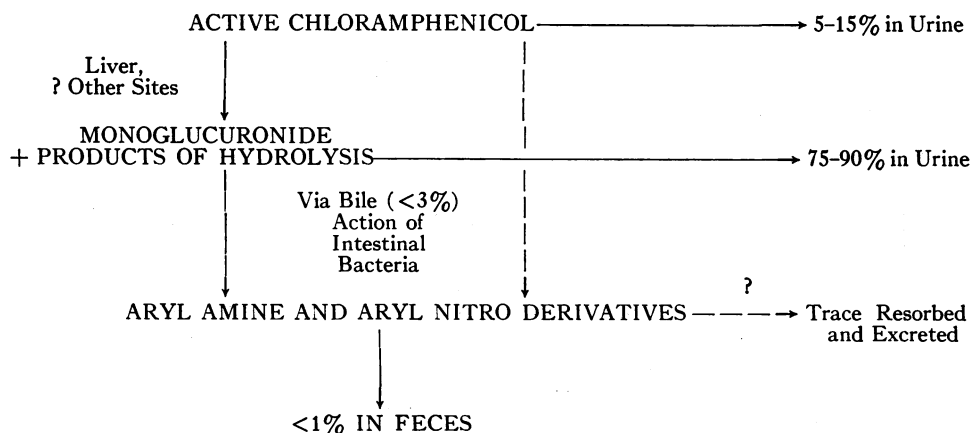 ACTIVE CHLORAMPHENICOL
5–15% in Urine
Liver,
? Other Sites
MONOGLUCURONIDE
+ PRODUCTS OF HYDROLYSIS
75–90% in Urine
Via Bile (<3%)
Action of
Intestinal
Bacteria
ARYL AMINE AND ARYL NITRO DERIVATIVES
?
Trace Resorbed
and Excreted
<1% IN FECES